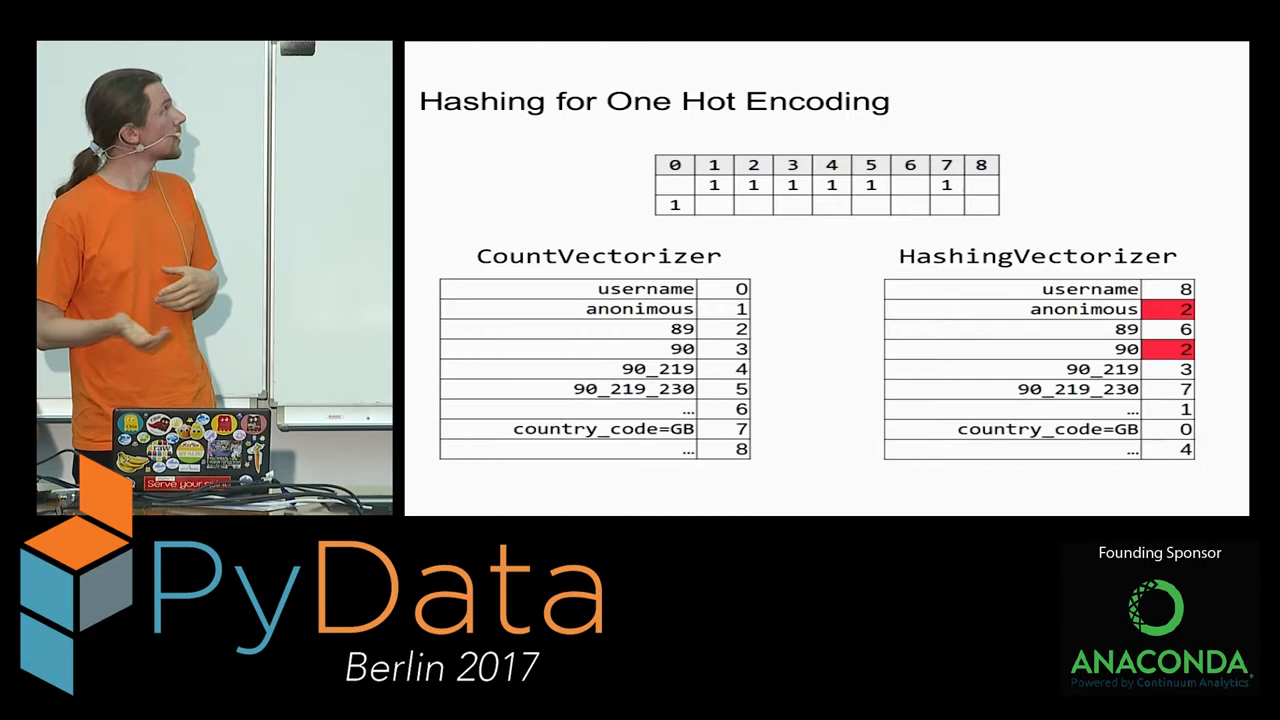 Hashing for One Hot Encoding
0 1 2 3 4 5 6 7 8
1 1 1 1 1 1
1
CountVectorizer
username 0
anonimous 1
89 2
90 3
90_219 4
90_219_230 5
… 6
country_code=GB 7
… 8
HashingVectorizer
username 8
anonimous 2
89 6
90 2
90_219 3
90_219_230 7
… 1
country_code=GB 0
… 4
Serve your
PyData
Berlin 2017
Founding Sponsor
ANACONDA
Powered by Continuum Analytics